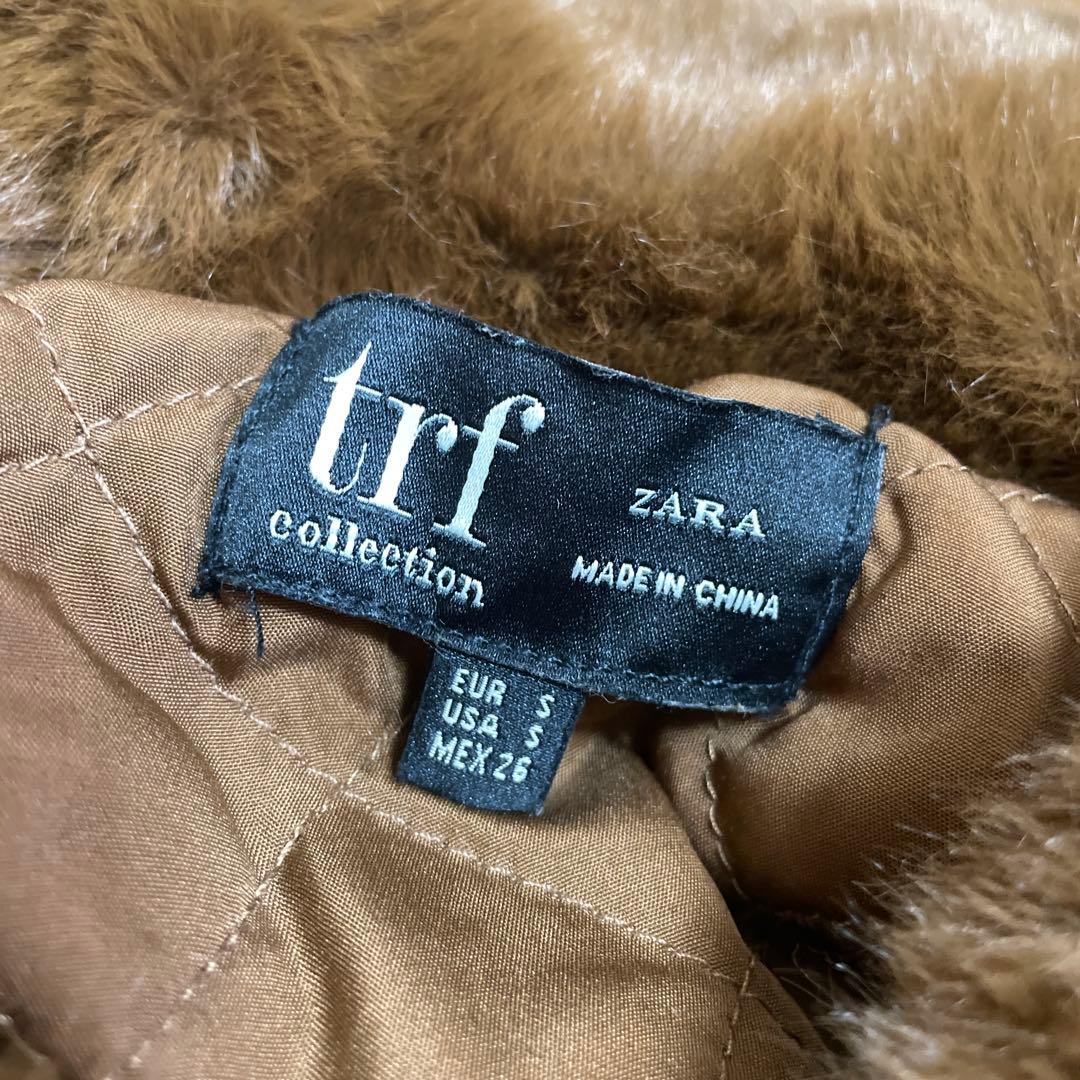 trf
collection
ZARA
MADE IN CHINA
EUR S
USA S
MEX 26